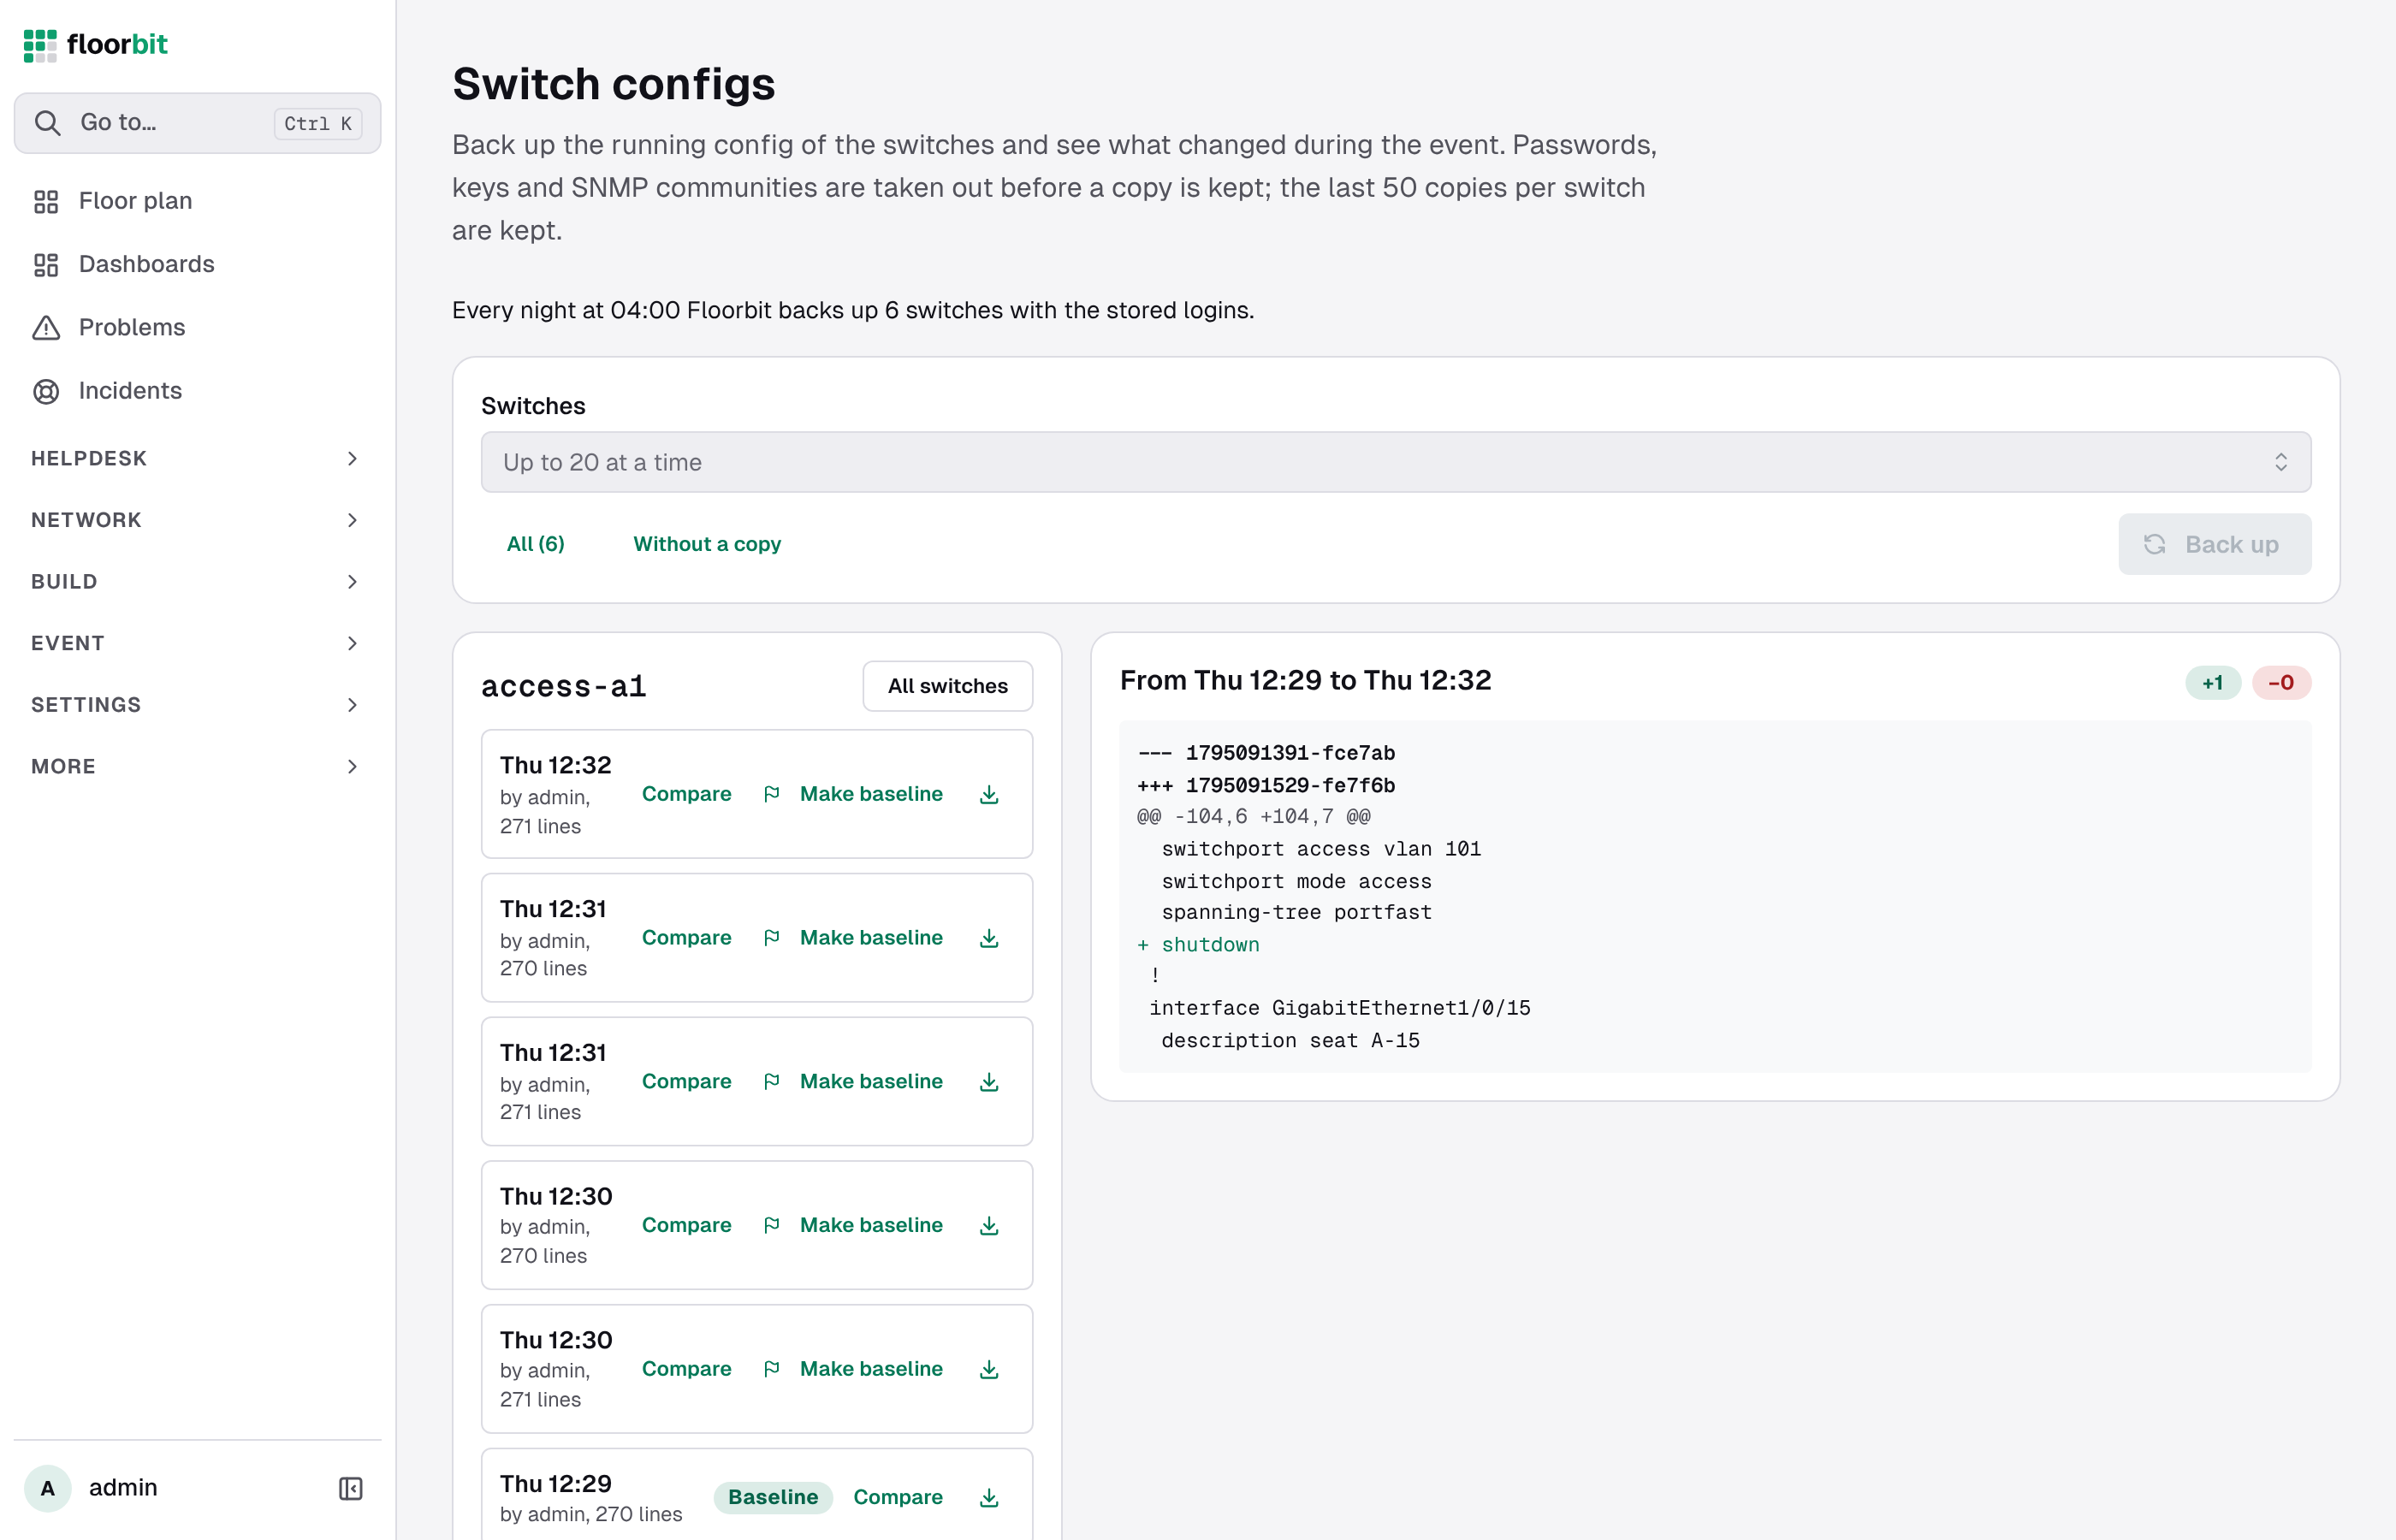 floorbit
Go to...
Ctrl K
Floor plan
Dashboards
Problems
Incidents
HELPDESK
NETWORK
BUILD
EVENT
SETTINGS
MORE
A
admin
Switch configs
Back up the running config of the switches and see what changed during the event. Passwords,
keys and SNMP communities are taken out before a copy is kept; the last 50 copies per switch
are kept.
Every night at 04:00 Floorbit backs up 6 switches with the stored logins.
Switches
Up to 20 at a time
All (6)
Without a copy
Back up
access-a1
All switches
Thu 12:32
by admin,
271 lines
Compare
Make baseline
Thu 12:31
by admin,
270 lines
Compare
Make baseline
Thu 12:31
by admin,
271 lines
Compare
Make baseline
Thu 12:30
by admin,
270 lines
Compare
Make baseline
Thu 12:30
by admin,
271 lines
Compare
Make baseline
Thu 12:29
by admin, 270 lines
Baseline
Compare
From Thu 12:29 to Thu 12:32
+1
−0
--- 1795091391-fce7ab
+++ 1795091529-fe7f6b
@@ -104,6 +104,7 @@
switchport access vlan 101
switchport mode access
spanning-tree portfast
+ shutdown
!
interface GigabitEthernet1/0/15
description seat A-15